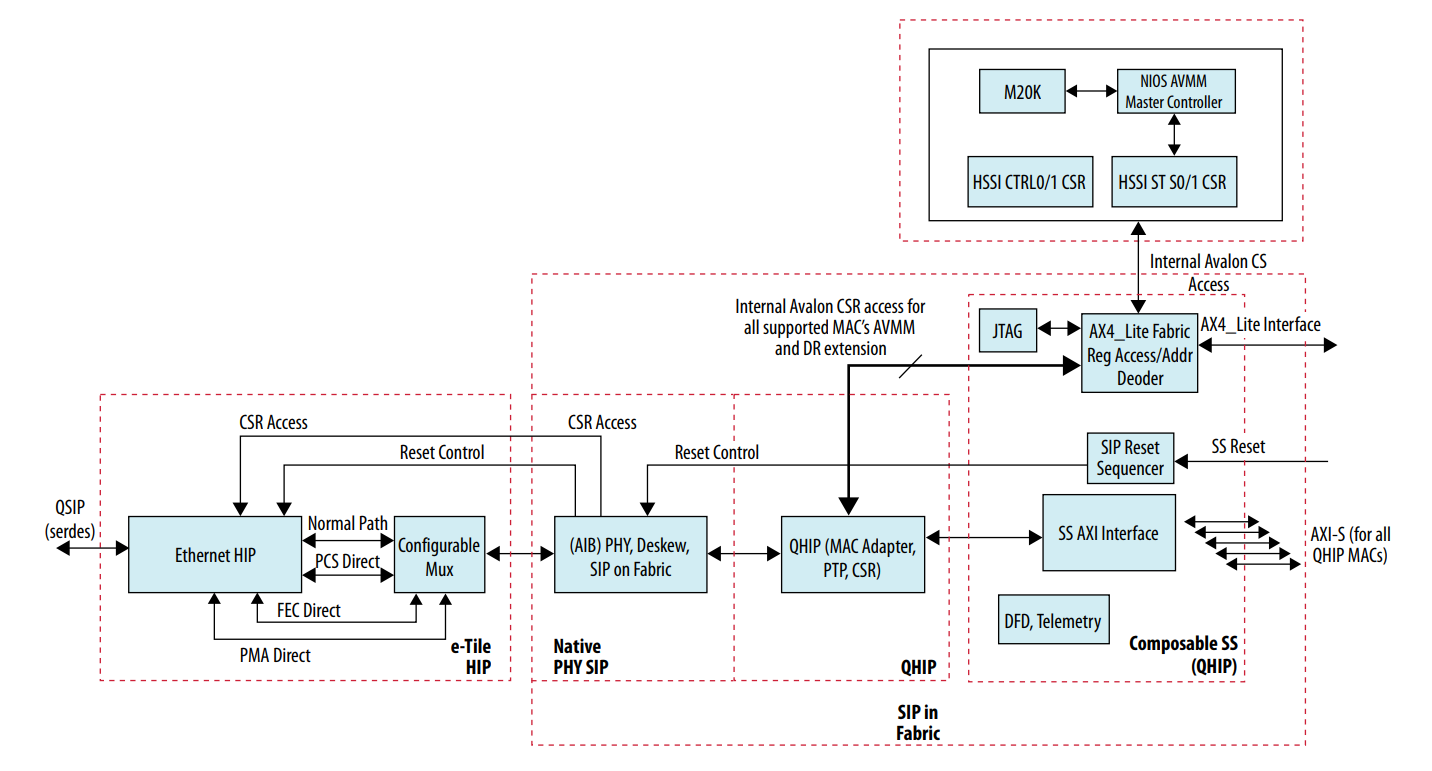 M20K
NIOS AVMM
Master Controller
HSSI CTRL0/1 CSR
HSSI ST S0/1 CSR
Internal Avalon CS
Access
Internal Avalon CSR access for
all supported MAC's AVMM
and DR extension
JTAG
AX4_Lite Fabric
Reg Access/Addr
Deoder
AX4_Lite Interface
CSR Access
CSR Access
Reset Control
Reset Control
SIP Reset
Sequencer
SS Reset
QSIP
(serdes)
Ethernet HIP
Normal Path
PCS Direct
Configurable
Mux
(AIB) PHY, Deskew,
SIP on Fabric
QHIP (MAC Adapter,
PTP, CSR)
SS AXI Interface
AXI-S (for all
QHIP MACs)
FEC Direct
PMA Direct
DFD, Telemetry
e-Tile
HIP
Native
PHY SIP
QHIP
Composable SS
(QHIP)
SIP in
Fabric